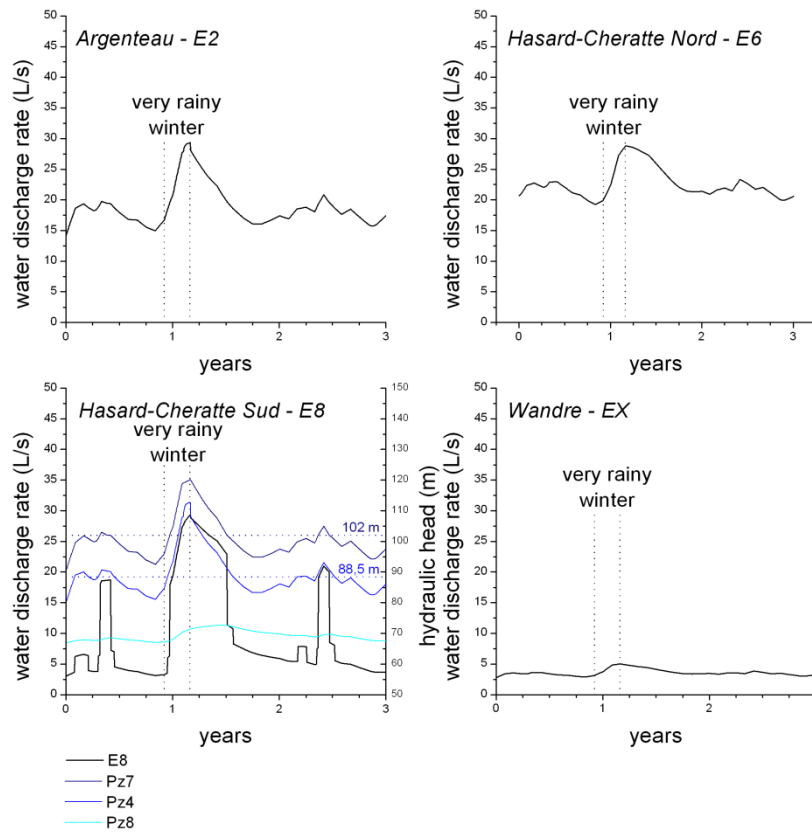 Argenteau - E2
very rainy
winter
water discharge rate (L/s)
50
45
40
35
30
25
20
15
10
5
0
0 1 2 3
years
Hasard-Cheratte Nord - E6
very rainy
winter
water discharge rate (L/s)
50
45
40
35
30
25
20
15
10
5
0
0 1 2 3
years
Hasard-Cheratte Sud - E8
very rainy
winter
water discharge rate (L/s)
50
45
40
35
30
25
20
15
10
5
0
102 m
88,5 m
150
140
130
120
110
100
90
80
70
60
50
hydraulic head (m)
0 1 2 3
years
Wandre - EX
very rainy
winter
water discharge rate (L/s)
50
45
40
35
30
25
20
15
10
5
0
0 1 2
years
E8
Pz7
Pz4
Pz8